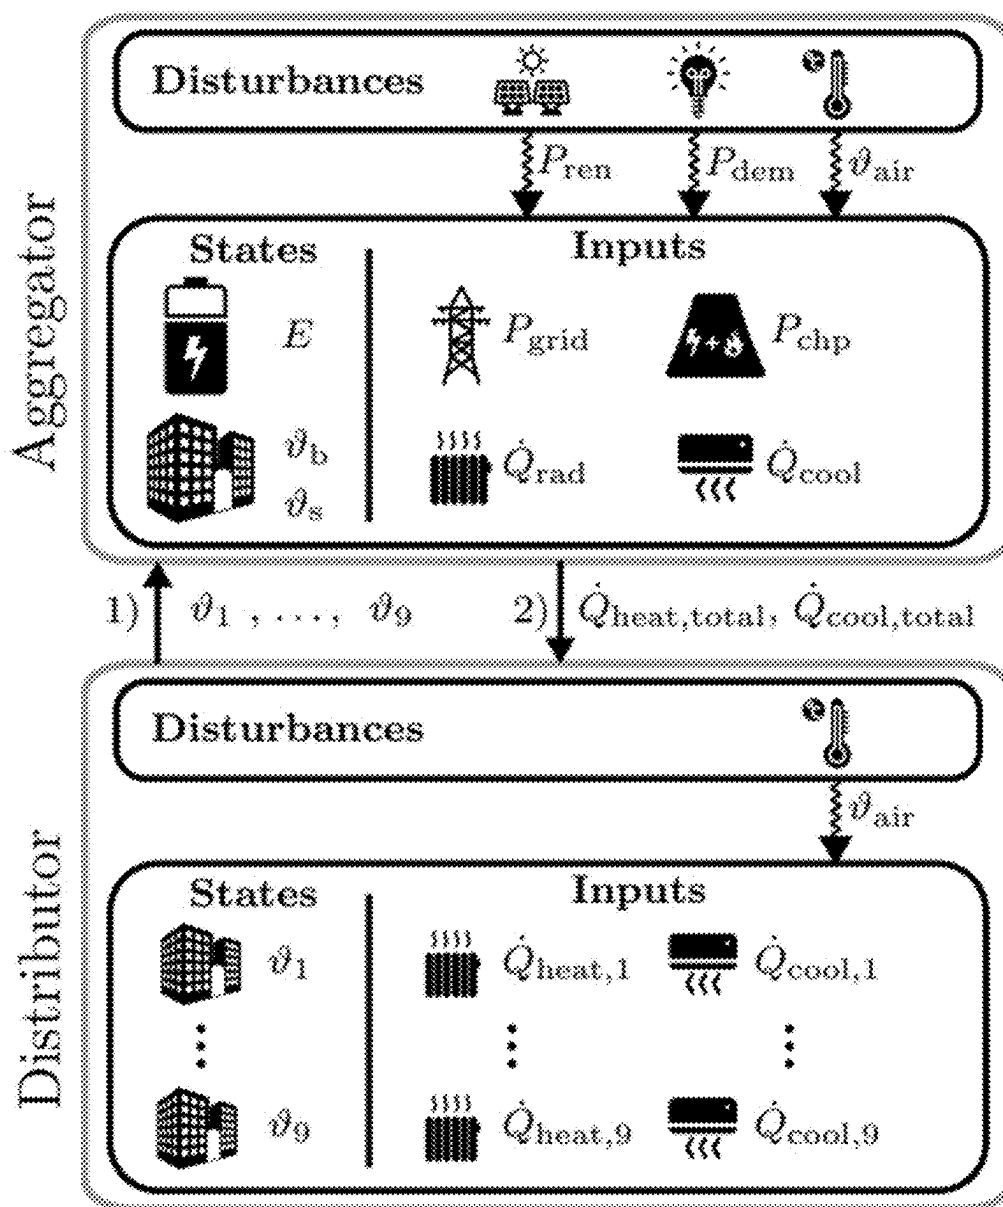 Aggregator
Disturbances
P_ren P_dem ϑ_air
States Inputs
E P_grid P_chp
ϑ_b Q̇_rad Q̇_cool
ϑ_s
1) ϑ_1 , ..., ϑ_9 2) Q̇_heat,total, Q̇_cool,total
Distributor
Disturbances
ϑ_air
States Inputs
ϑ_1 Q̇_heat,1 Q̇_cool,1
⋮ ⋮ ⋮
ϑ_9 Q̇_heat,9 Q̇_cool,9